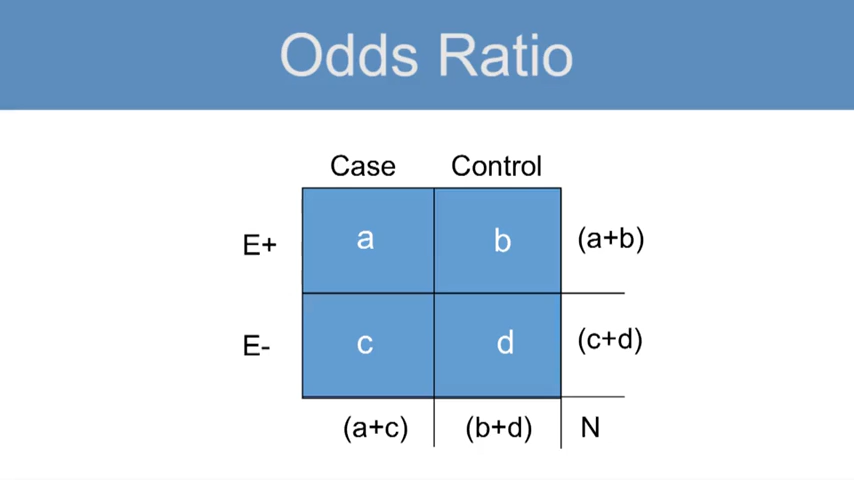 Odds Ratio
Case Control
E+ a b (a+b)
E- c d (c+d)
(a+c) (b+d) N